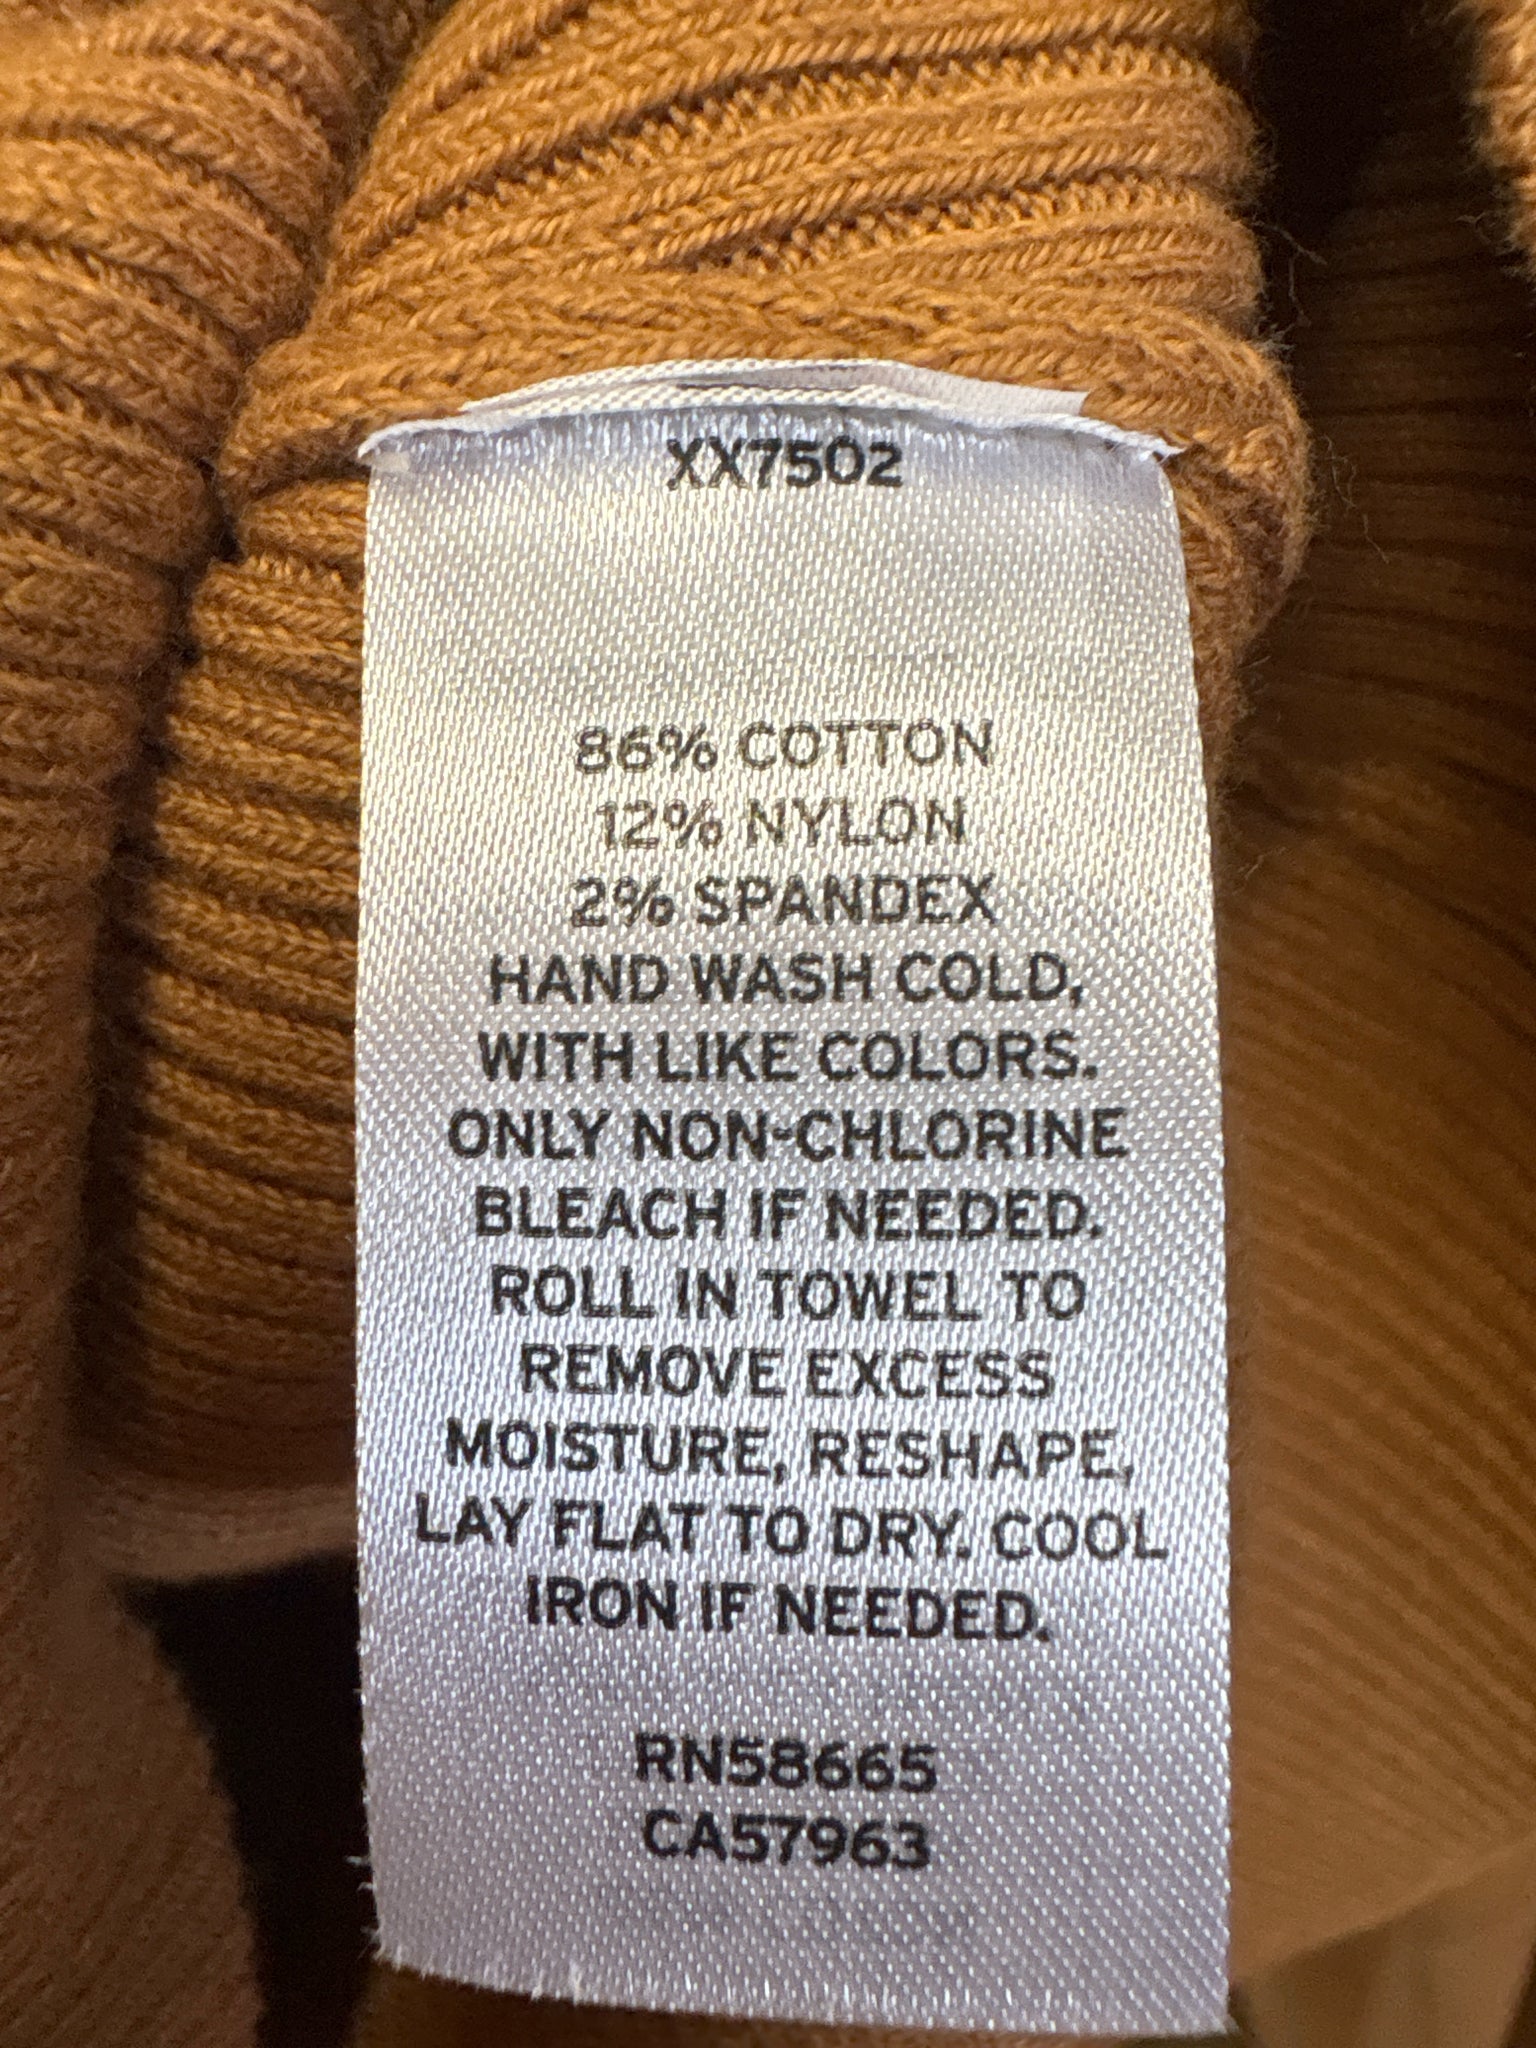 XX7502
86% COTTON
12% NYLON
2% SPANDEX
HAND WASH COLD,
WITH LIKE COLORS.
ONLY NON-CHLORINE
BLEACH IF NEEDED.
ROLL IN TOWEL TO
REMOVE EXCESS
MOISTURE, RESHAPE,
LAY FLAT TO DRY. COOL
IRON IF NEEDED.
RN58665
CA57963